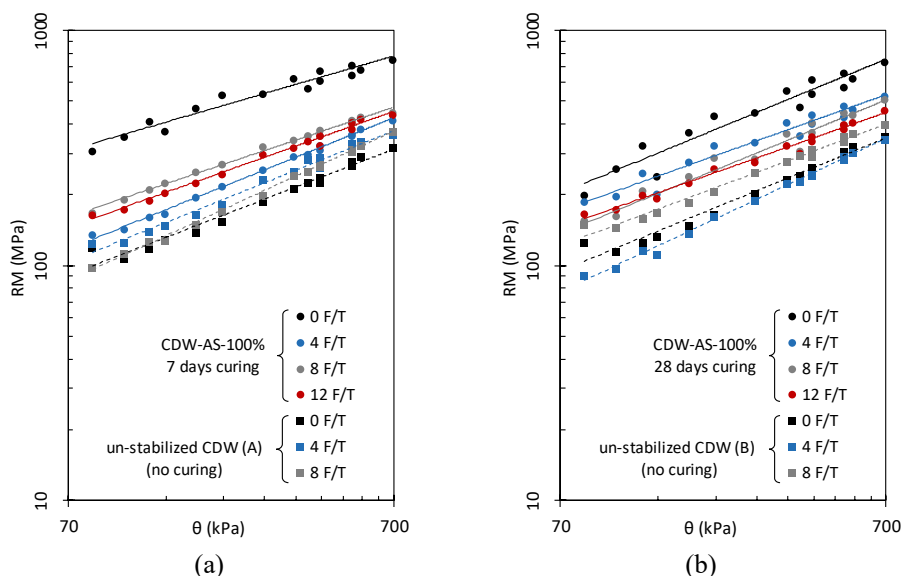 1000
RM (MPa)
100
10
70
θ (kPa)
700
CDW-AS-100%
7 days curing
0 F/T
4 F/T
8 F/T
12 F/T
un-stabilized CDW (A)
(no curing)
0 F/T
4 F/T
8 F/T
(a)
1000
RM (MPa)
100
10
70
θ (kPa)
700
CDW-AS-100%
28 days curing
0 F/T
4 F/T
8 F/T
12 F/T
un-stabilized CDW (B)
(no curing)
0 F/T
4 F/T
8 F/T
(b)